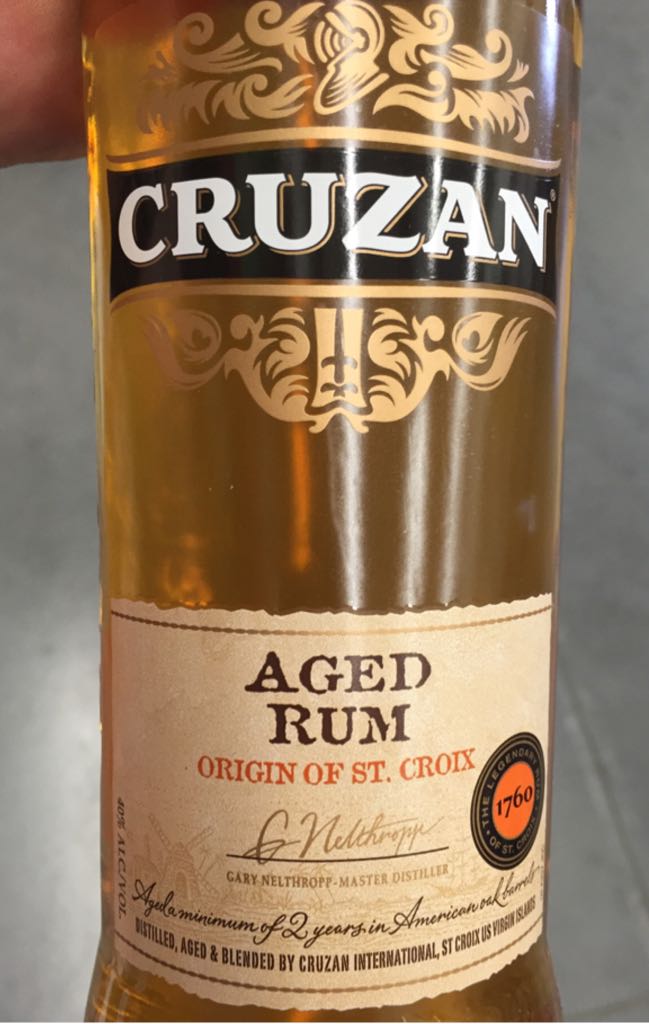 CRUZAN®
AGED
RUM
ORIGIN OF ST. CROIX
THE LEGENDARY RUM
OF ST. CROIX
1760
G Nelthropp
GARY NELTHROPP-MASTER DISTILLER
40% ALC/VOL
Aged a minimum of 2 years in American oak barrels
DISTILLED, AGED & BLENDED BY CRUZAN INTERNATIONAL, ST CROIX US VIRGIN ISLANDS